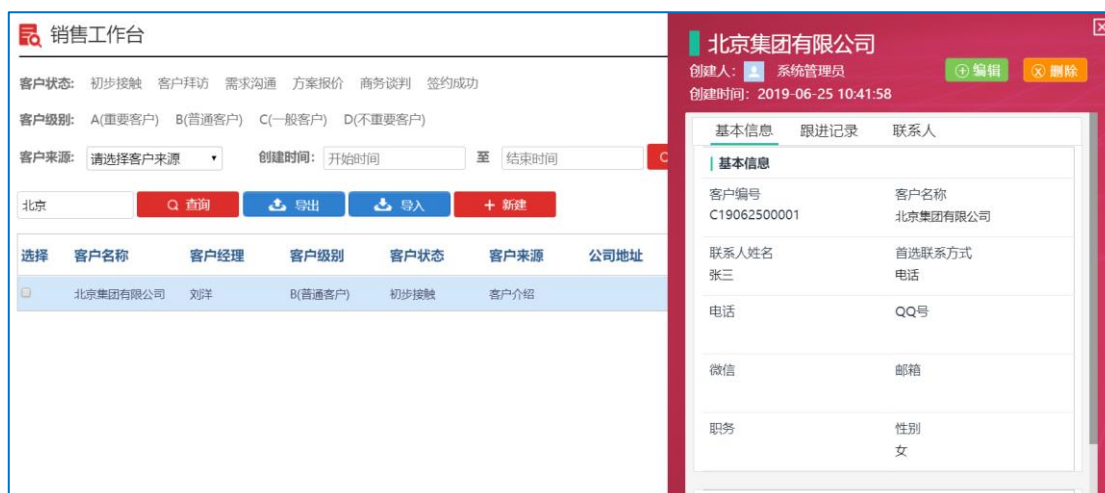 销售工作台
客户状态: 初步接触 客户拜访 需求沟通 方案报价 商务谈判 签约成功
客户级别: A(重要客户) B(普通客户) C(一般客户) D(不重要客户)
客户来源: 请选择客户来源 创建时间: 开始时间 至 结束时间
北京 查询 导出 导入 新建
选择 客户名称 客户经理 客户级别 客户状态 客户来源 公司地址
北京集团有限公司 刘洋 B(普通客户) 初步接触 客户介绍
北京集团有限公司
创建人: 系统管理员 编辑 删除
创建时间: 2019-06-25 10:41:58
基本信息 跟进记录 联系人
基本信息
客户编号 客户名称
C19062500001 北京集团有限公司
联系人姓名 首选联系方式
张三 电话
电话 QQ号
微信 邮箱
职务 性别
女